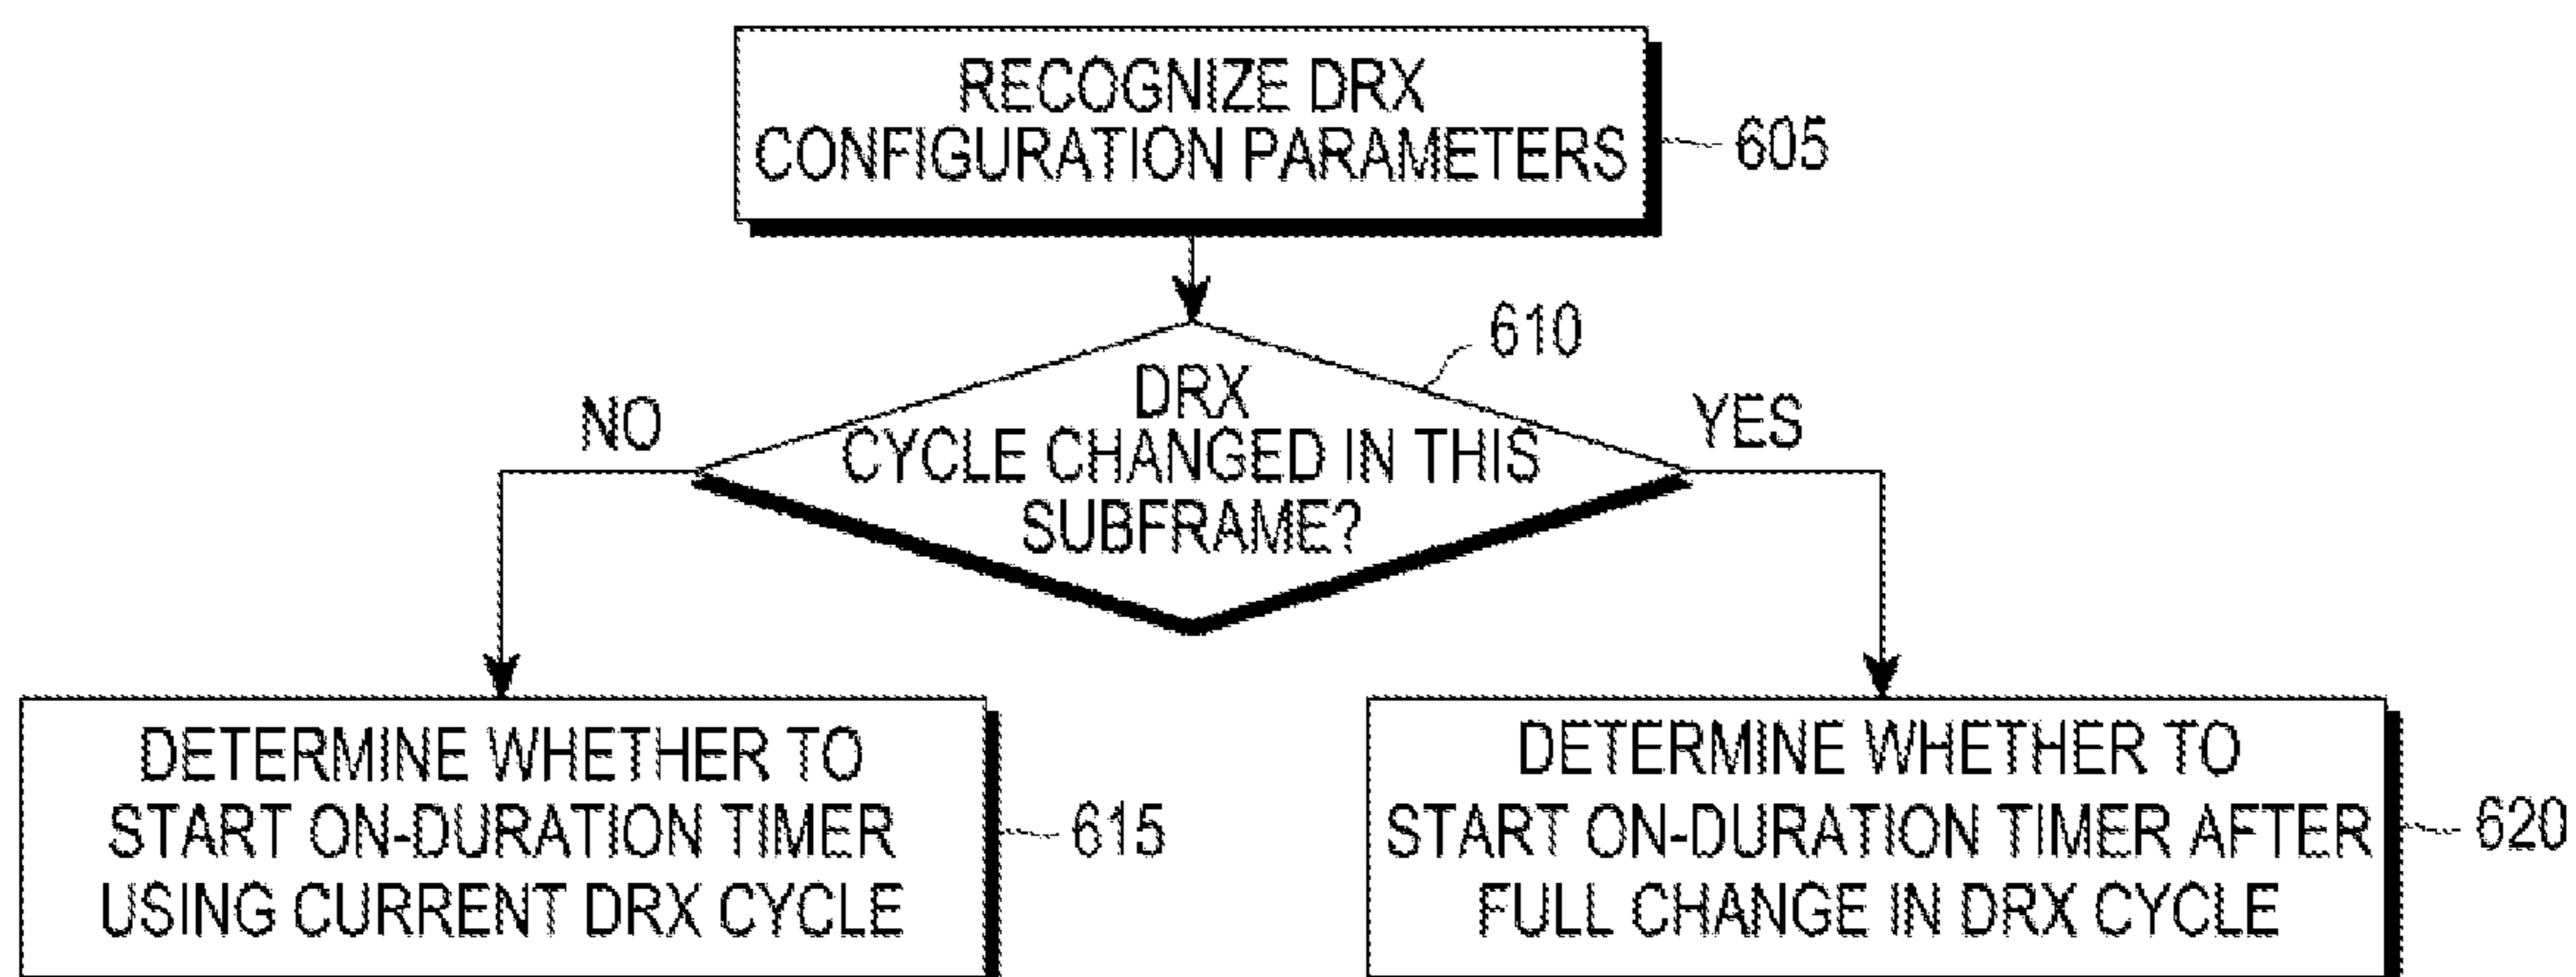 RECOGNIZE DRX
CONFIGURATION PARAMETERS
605
610
DRX
CYCLE CHANGED IN THIS
SUBFRAME?
NO
YES
DETERMINE WHETHER TO
START ON-DURATION TIMER
USING CURRENT DRX CYCLE
615
DETERMINE WHETHER TO
START ON-DURATION TIMER AFTER
FULL CHANGE IN DRX CYCLE
620